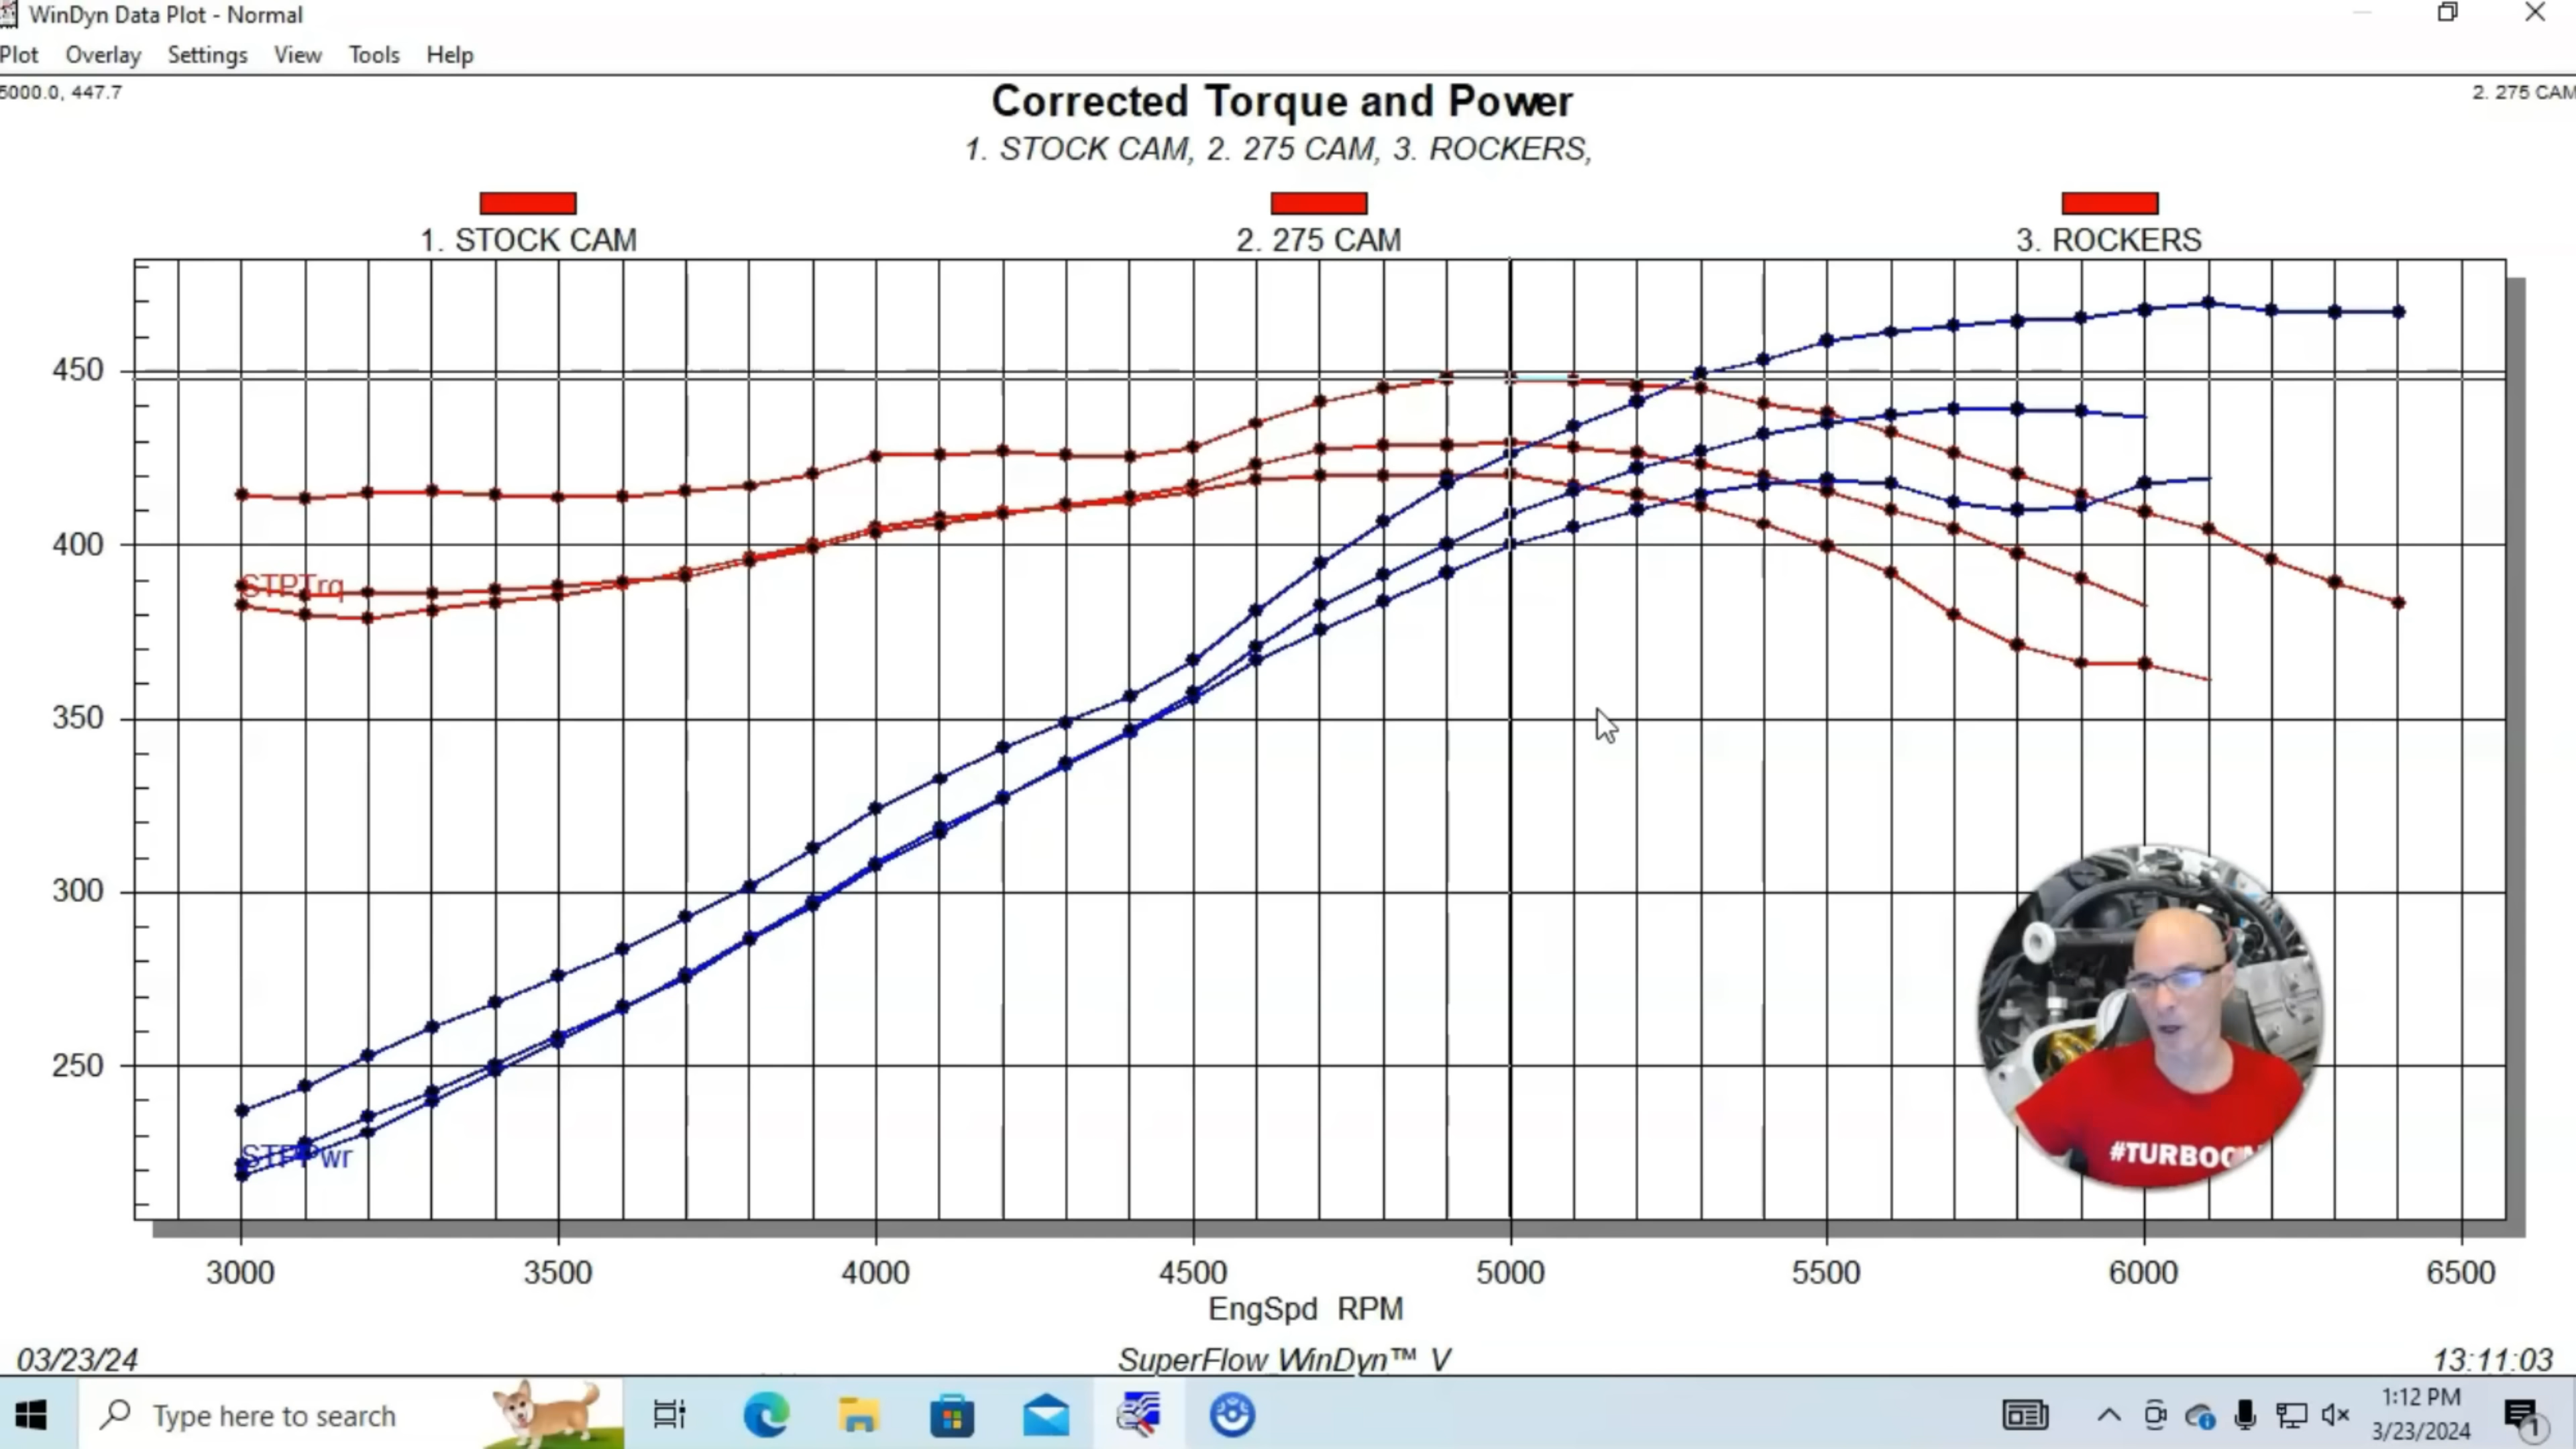 WinDyn Data Plot - Normal
Plot Overlay Settings View Tools Help
5000.0, 447.7
2. 275 CAM
Corrected Torque and Power
1. STOCK CAM, 2. 275 CAM, 3. ROCKERS,
1. STOCK CAM
2. 275 CAM
3. ROCKERS
450
400
350
300
250
STPTrq
STPPwr
#TURBO
3000 3500 4000 4500 5000 5500 6000 6500
EngSpd RPM
03/23/24
SuperFlow WinDyn™ V
13:11:03
Type here to search
1:12 PM
3/23/2024
1